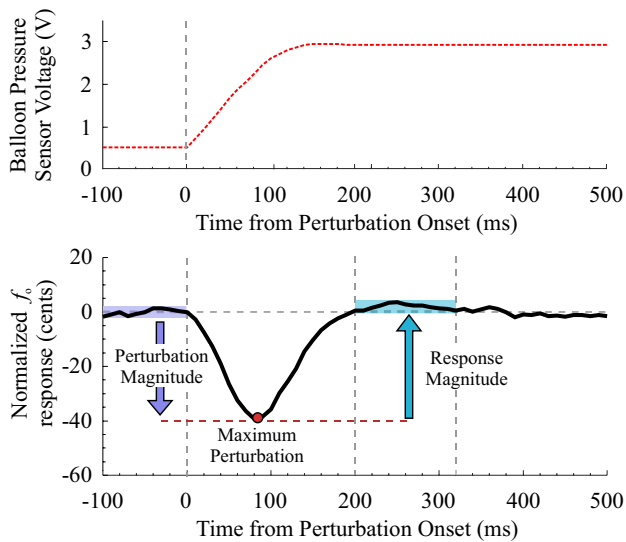 Balloon Pressure
Sensor Voltage (V)
3
2
1
0
-100 0 100 200 300 400 500
Time from Perturbation Onset (ms)
Normalized fₒ
response (cents)
20
0
-20
-40
-60
Perturbation
Magnitude
Response
Magnitude
Maximum
Perturbation
-100 0 100 200 300 400 500
Time from Perturbation Onset (ms)